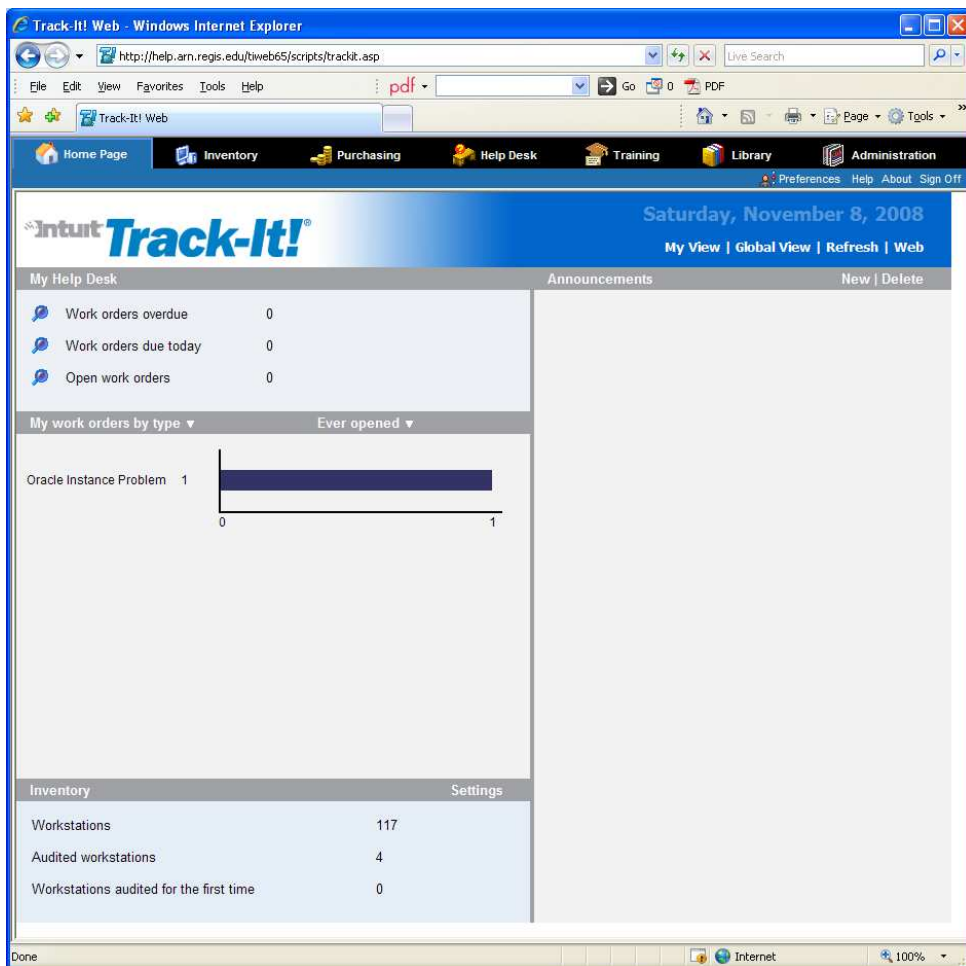 Track-It! Web - Windows Internet Explorer
http://help.arn.regis.edu/tiweb65/scripts/trackit.asp
Live Search
File Edit View Favorites Tools Help
pdf
Go 0 PDF
Track-It! Web
Page Tools »
Home Page Inventory Purchasing Help Desk Training Library Administration
Preferences Help About Sign Off
Intuit Track-It!®
Saturday, November 8, 2008
My View | Global View | Refresh | Web
My Help Desk
Announcements New | Delete
Work orders overdue 0
Work orders due today 0
Open work orders 0
My work orders by type ▼ Ever opened ▼
Oracle Instance Problem 1
0 1
Inventory Settings
Workstations 117
Audited workstations 4
Workstations audited for the first time 0
Done Internet 100%